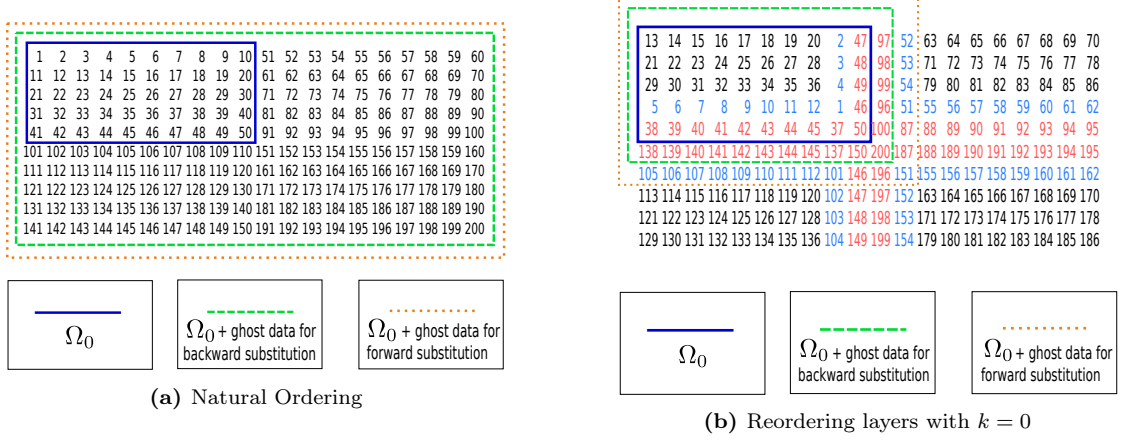 1 2 3 4 5 6 7 8 9 10 51 52 53 54 55 56 57 58 59 60
11 12 13 14 15 16 17 18 19 20 61 62 63 64 65 66 67 68 69 70
21 22 23 24 25 26 27 28 29 30 71 72 73 74 75 76 77 78 79 80
31 32 33 34 35 36 37 38 39 40 81 82 83 84 85 86 87 88 89 90
41 42 43 44 45 46 47 48 49 50 91 92 93 94 95 96 97 98 99 100
101 102 103 104 105 106 107 108 109 110 151 152 153 154 155 156 157 158 159 160
111 112 113 114 115 116 117 118 119 120 161 162 163 164 165 166 167 168 169 170
121 122 123 124 125 126 127 128 129 130 171 172 173 174 175 176 177 178 179 180
131 132 133 134 135 136 137 138 139 140 181 182 183 184 185 186 187 188 189 190
141 142 143 144 145 146 147 148 149 150 191 192 193 194 195 196 197 198 199 200
Ω₀
Ω₀ + ghost data for
backward substitution
Ω₀ + ghost data for
forward substitution
(a) Natural Ordering
13 14 15 16 17 18 19 20 2 47 97 52 63 64 65 66 67 68 69 70
21 22 23 24 25 26 27 28 3 48 98 53 71 72 73 74 75 76 77 78
29 30 31 32 33 34 35 36 4 49 99 54 79 80 81 82 83 84 85 86
5 6 7 8 9 10 11 12 1 46 96 51 55 56 57 58 59 60 61 62
38 39 40 41 42 43 44 45 37 50 100 87 88 89 90 91 92 93 94 95
138 139 140 141 142 143 144 145 137 150 200 187 188 189 190 191 192 193 194 195
105 106 107 108 109 110 111 112 101 146 196 151 155 156 157 158 159 160 161 162
113 114 115 116 117 118 119 120 102 147 197 152 163 164 165 166 167 168 169 170
121 122 123 124 125 126 127 128 103 148 198 153 171 172 173 174 175 176 177 178
129 130 131 132 133 134 135 136 104 149 199 154 179 180 181 182 183 184 185 186
Ω₀
Ω₀ + ghost data for
backward substitution
Ω₀ + ghost data for
forward substitution
(b) Reordering layers with k = 0